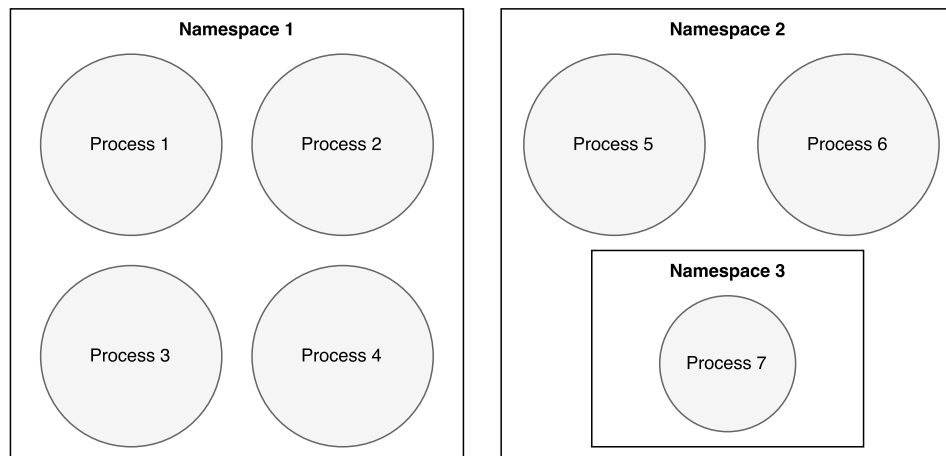 Namespace 1
Process 1
Process 2
Process 3
Process 4
Namespace 2
Process 5
Process 6
Namespace 3
Process 7